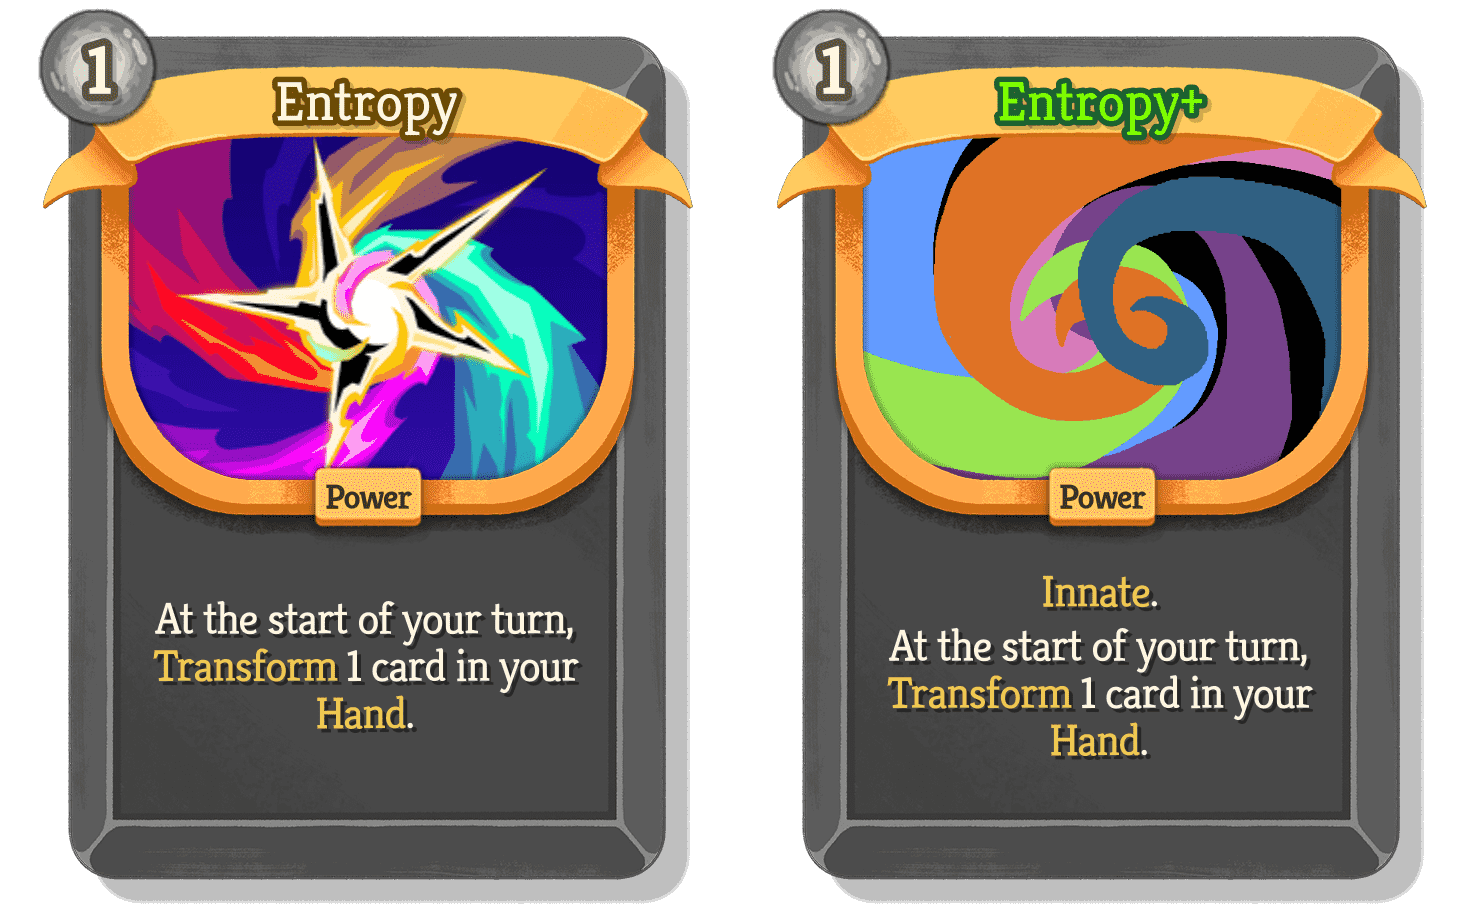 1
Entropy
Power
At the start of your turn,
Transform 1 card in your
Hand.
1
Entropy+
Power
Innate.
At the start of your turn,
Transform 1 card in your
Hand.